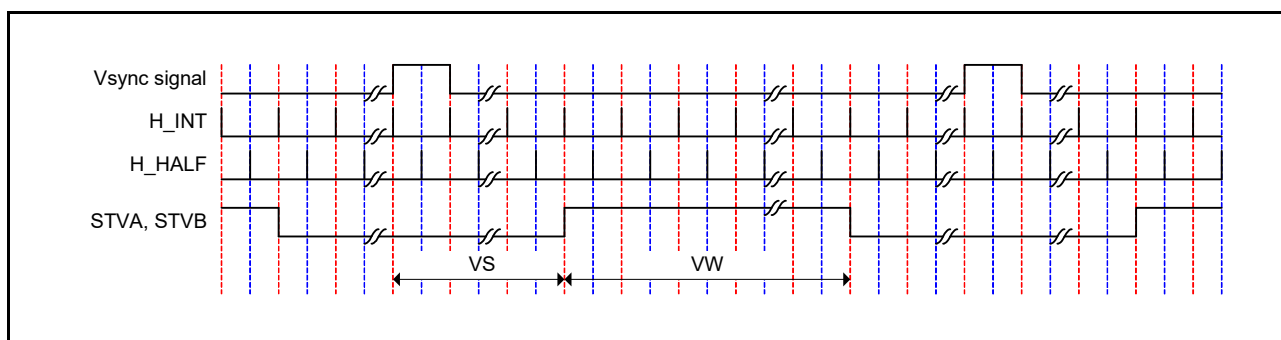 Vsync signal
H_INT
H_HALF
STVA, STVB
VS VW